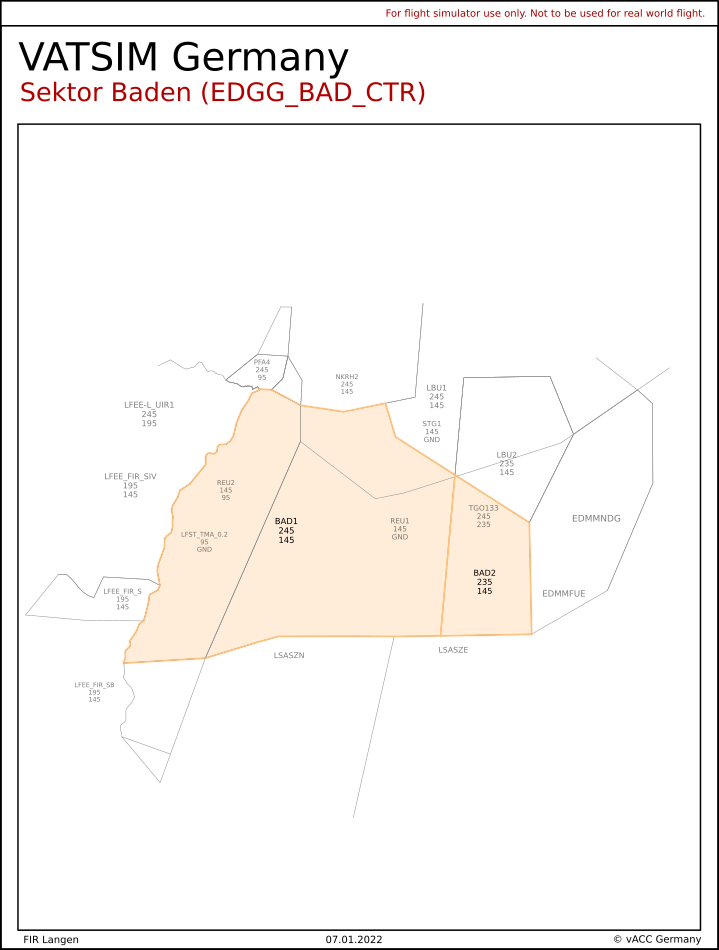 For flight simulator use only. Not to be used for real world flight.
VATSIM Germany
Sektor Baden (EDGG_BAD_CTR)
PFA4
245
95
NKRH2
245
145
LBU1
245
145
LFEE-L_UIR1
245
195
STG1
145
GND
LBU2
235
145
LFEE_FIR_SIV
195
145
REU2
145
95
TGO133
245
235
EDMMNDG
BAD1
245
145
REU1
145
GND
LFST_TMA_0.2
95
GND
BAD2
235
145
LFEE_FIR_S
195
145
EDMMFUE
LSASZN
LSASZE
LFEE_FIR_SB
195
145
FIR Langen
07.01.2022
© vACC Germany